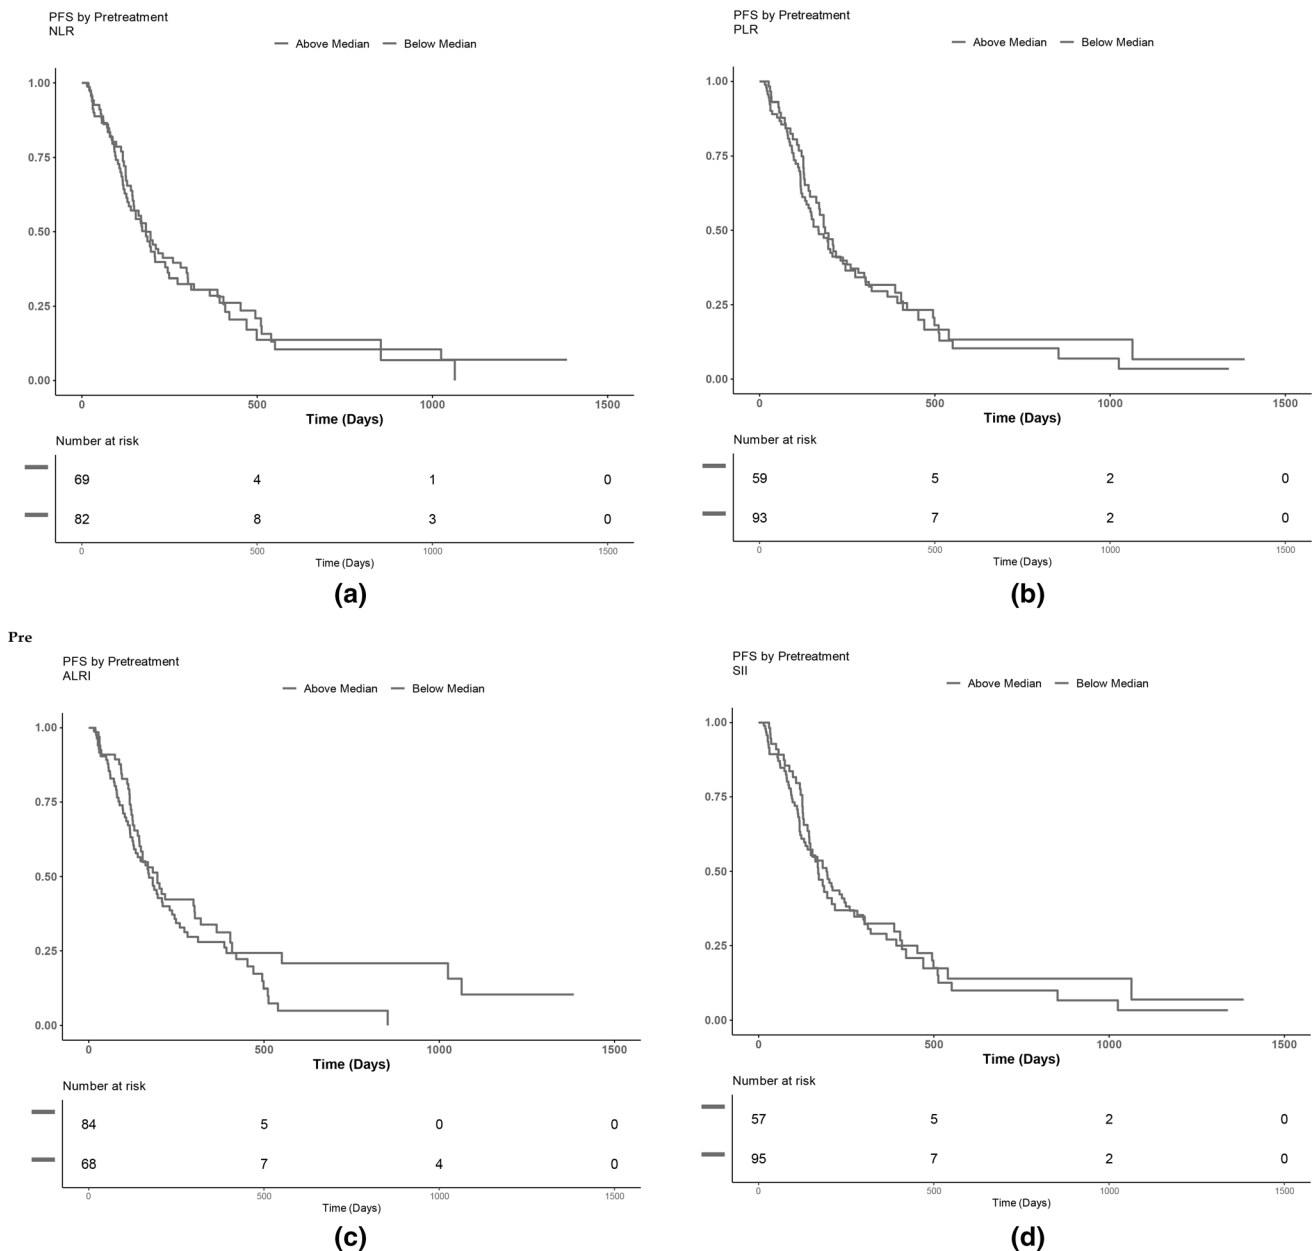 PFS by Pretreatment
NLR
Above Median Below Median
1.00
0.75
0.50
0.25
0.00
0 500 1000 1500
Time (Days)
Number at risk
69 4 1 0
82 8 3 0
0 500 1000 1500
Time (Days)
(a)
PFS by Pretreatment
PLR
Above Median Below Median
1.00
0.75
0.50
0.25
0.00
0 500 1000 1500
Time (Days)
Number at risk
59 5 2 0
93 7 2 0
0 500 1000 1500
Time (Days)
(b)
Pre
PFS by Pretreatment
ALRI
Above Median Below Median
1.00
0.75
0.50
0.25
0.00
0 500 1000 1500
Time (Days)
Number at risk
84 5 0 0
68 7 4 0
0 500 1000 1500
Time (Days)
(c)
PFS by Pretreatment
SII
Above Median Below Median
1.00
0.75
0.50
0.25
0.00
0 500 1000 1500
Time (Days)
Number at risk
57 5 2 0
95 7 2 0
0 500 1000 1500
Time (Days)
(d)